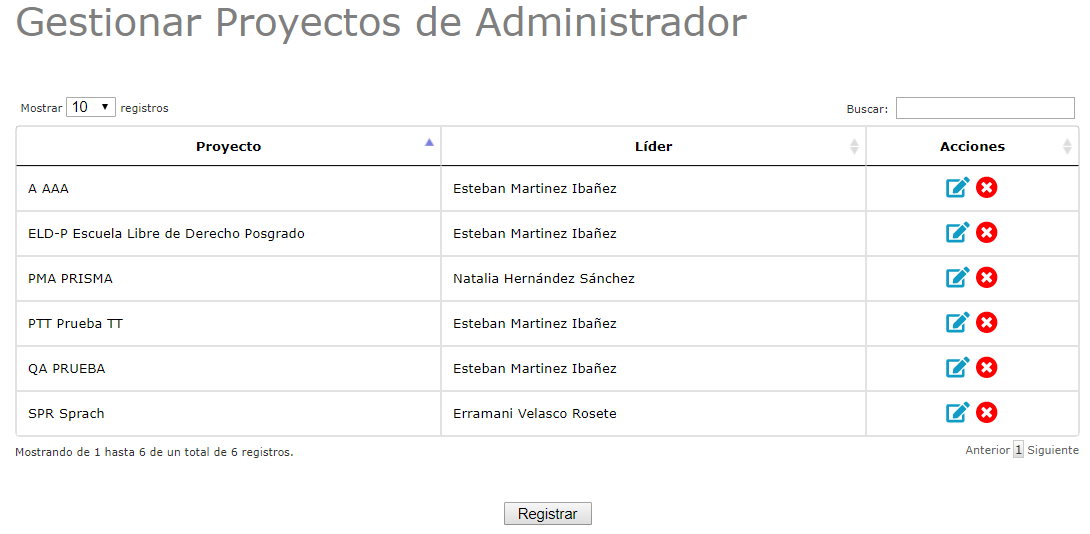 Gestionar Proyectos de Administrador
Mostrar 10 registros Buscar:
Proyecto Líder Acciones
A AAA Esteban Martinez Ibañez
ELD-P Escuela Libre de Derecho Posgrado Esteban Martinez Ibañez
PMA PRISMA Natalia Hernández Sánchez
PTT Prueba TT Esteban Martinez Ibañez
QA PRUEBA Esteban Martinez Ibañez
SPR Sprach Erramani Velasco Rosete
Mostrando de 1 hasta 6 de un total de 6 registros. Anterior 1 Siguiente
Registrar